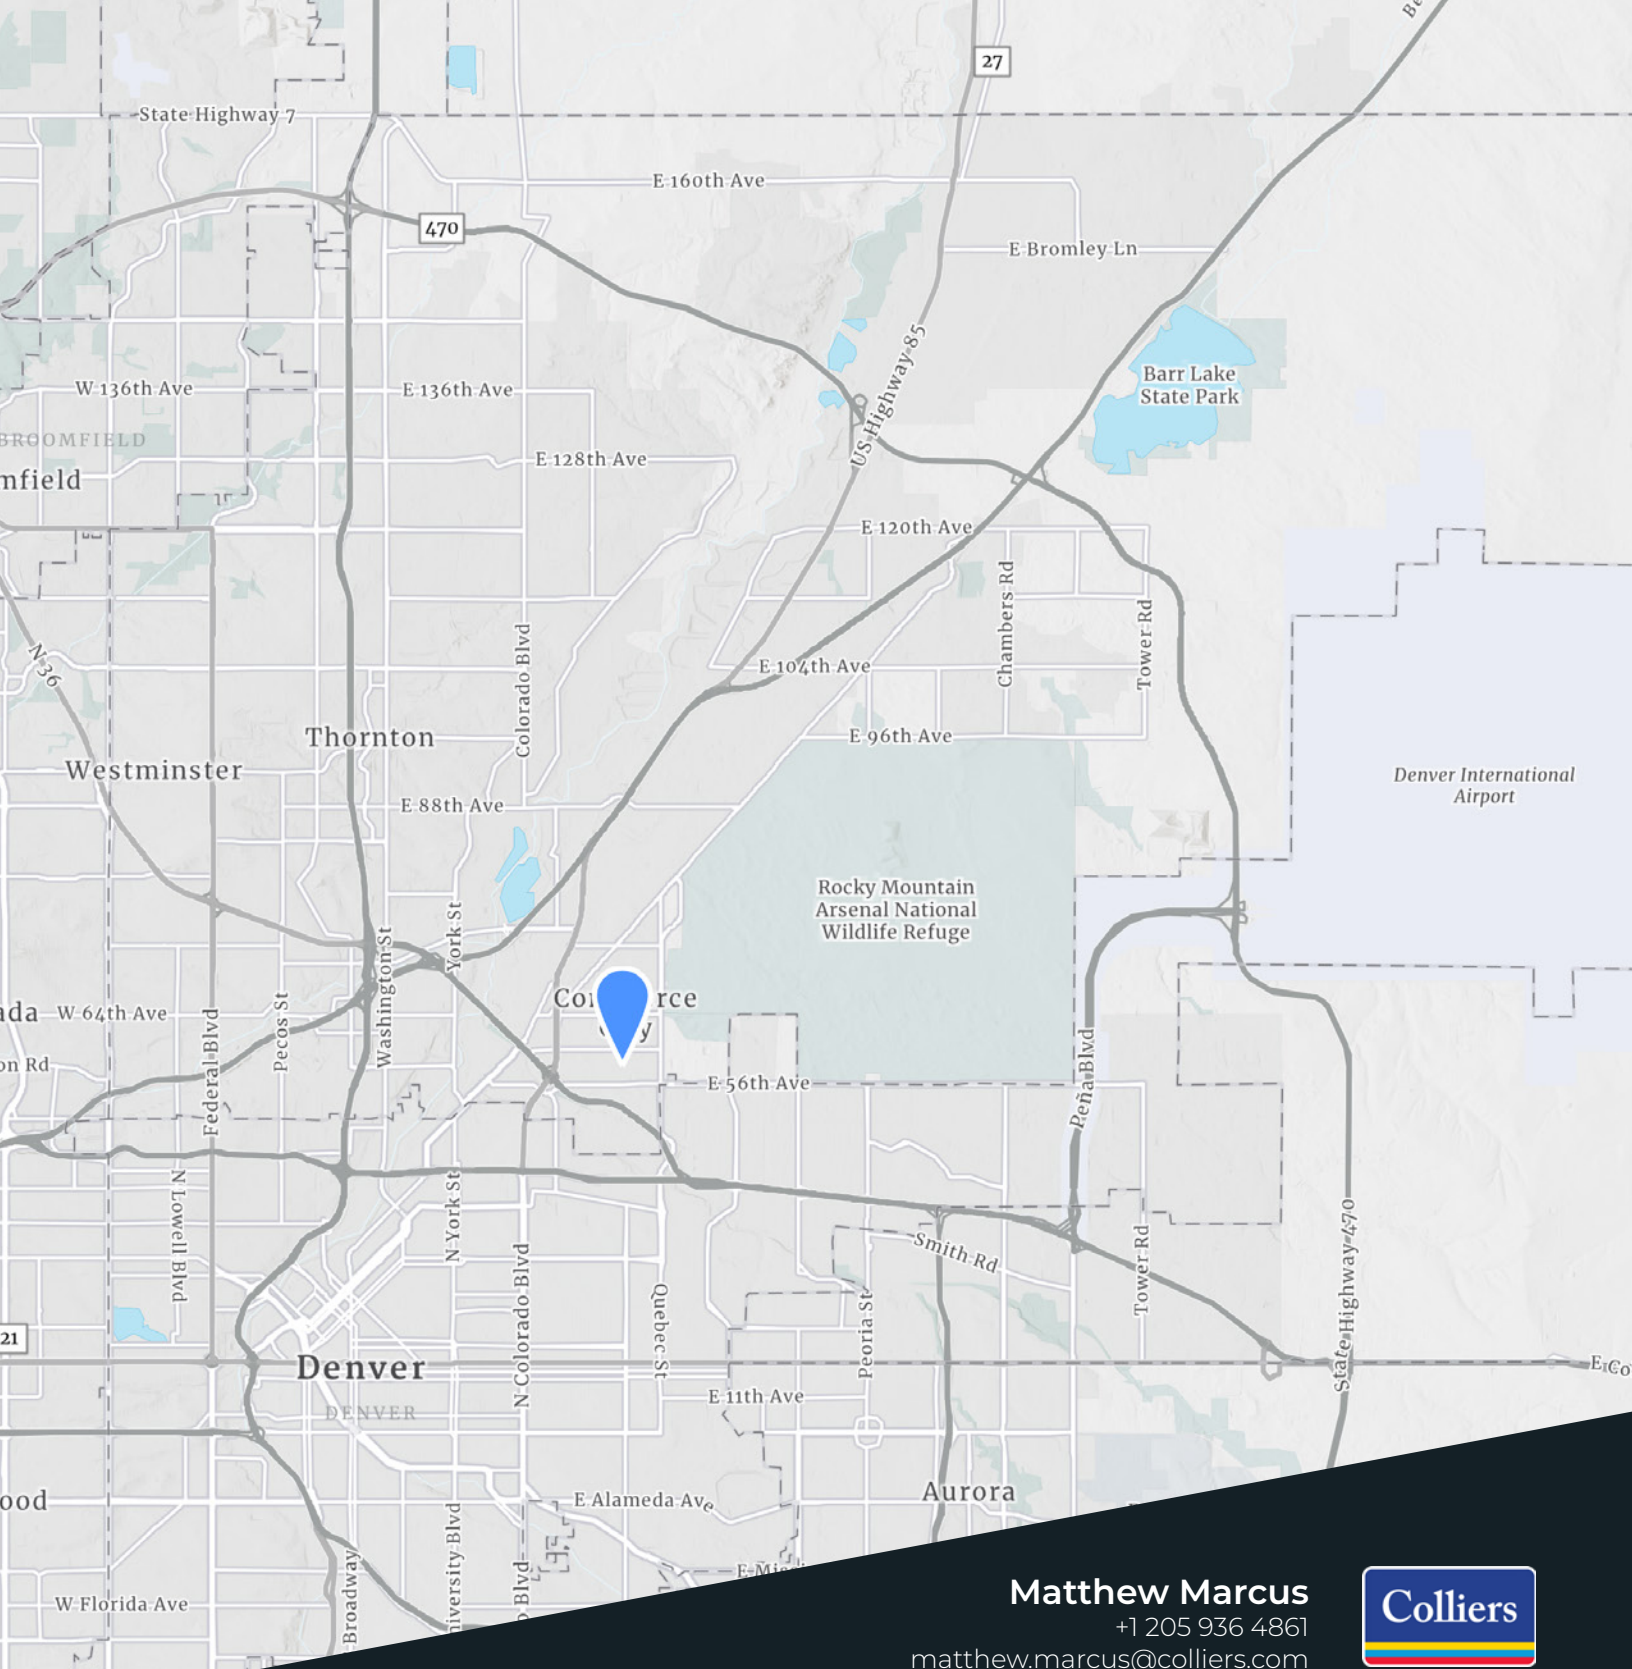 Be
27
State Highway 7
E 160th Ave
470
E Bromley Ln
US Highway 85
Barr Lake
State Park
W 136th Ave
E 136th Ave
BROOMFIELD
mfield
E 128th Ave
E 120th Ave
Chambers Rd
Tower Rd
N 36
Colorado Blvd
E 104th Ave
E 96th Ave
Thornton
Westminster
Denver International
Airport
E 88th Ave
Rocky Mountain
Arsenal National
Wildlife Refuge
York St
Washington St
Co rce
y
ada
W 64th Ave
Pecos St
Federal Blvd
on Rd
E 56th Ave
Peña Blvd
N Lowell Blvd
N York St
N Colorado Blvd
Smith Rd
Tower Rd
State Highway 470
Quebec St
Peoria St
21
Denver
E Co
E 11th Ave
DENVER
ood
E Alameda Ave
Aurora
E Mis
W Florida Ave
Broadway
niversity Blvd
o Blvd
Matthew Marcus
+1 205 936 4861
matthew.marcus@colliers.com
Colliers